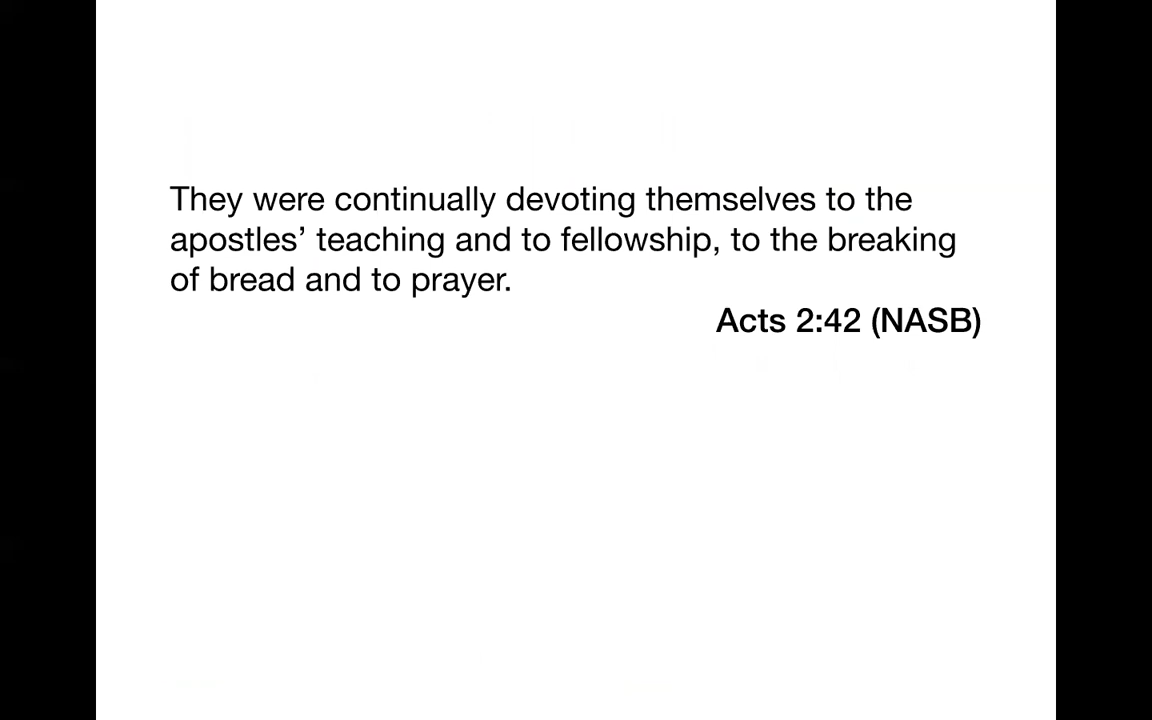 They were continually devoting themselves to the
apostles’ teaching and to fellowship, to the breaking
of bread and to prayer.
Acts 2:42 (NASB)